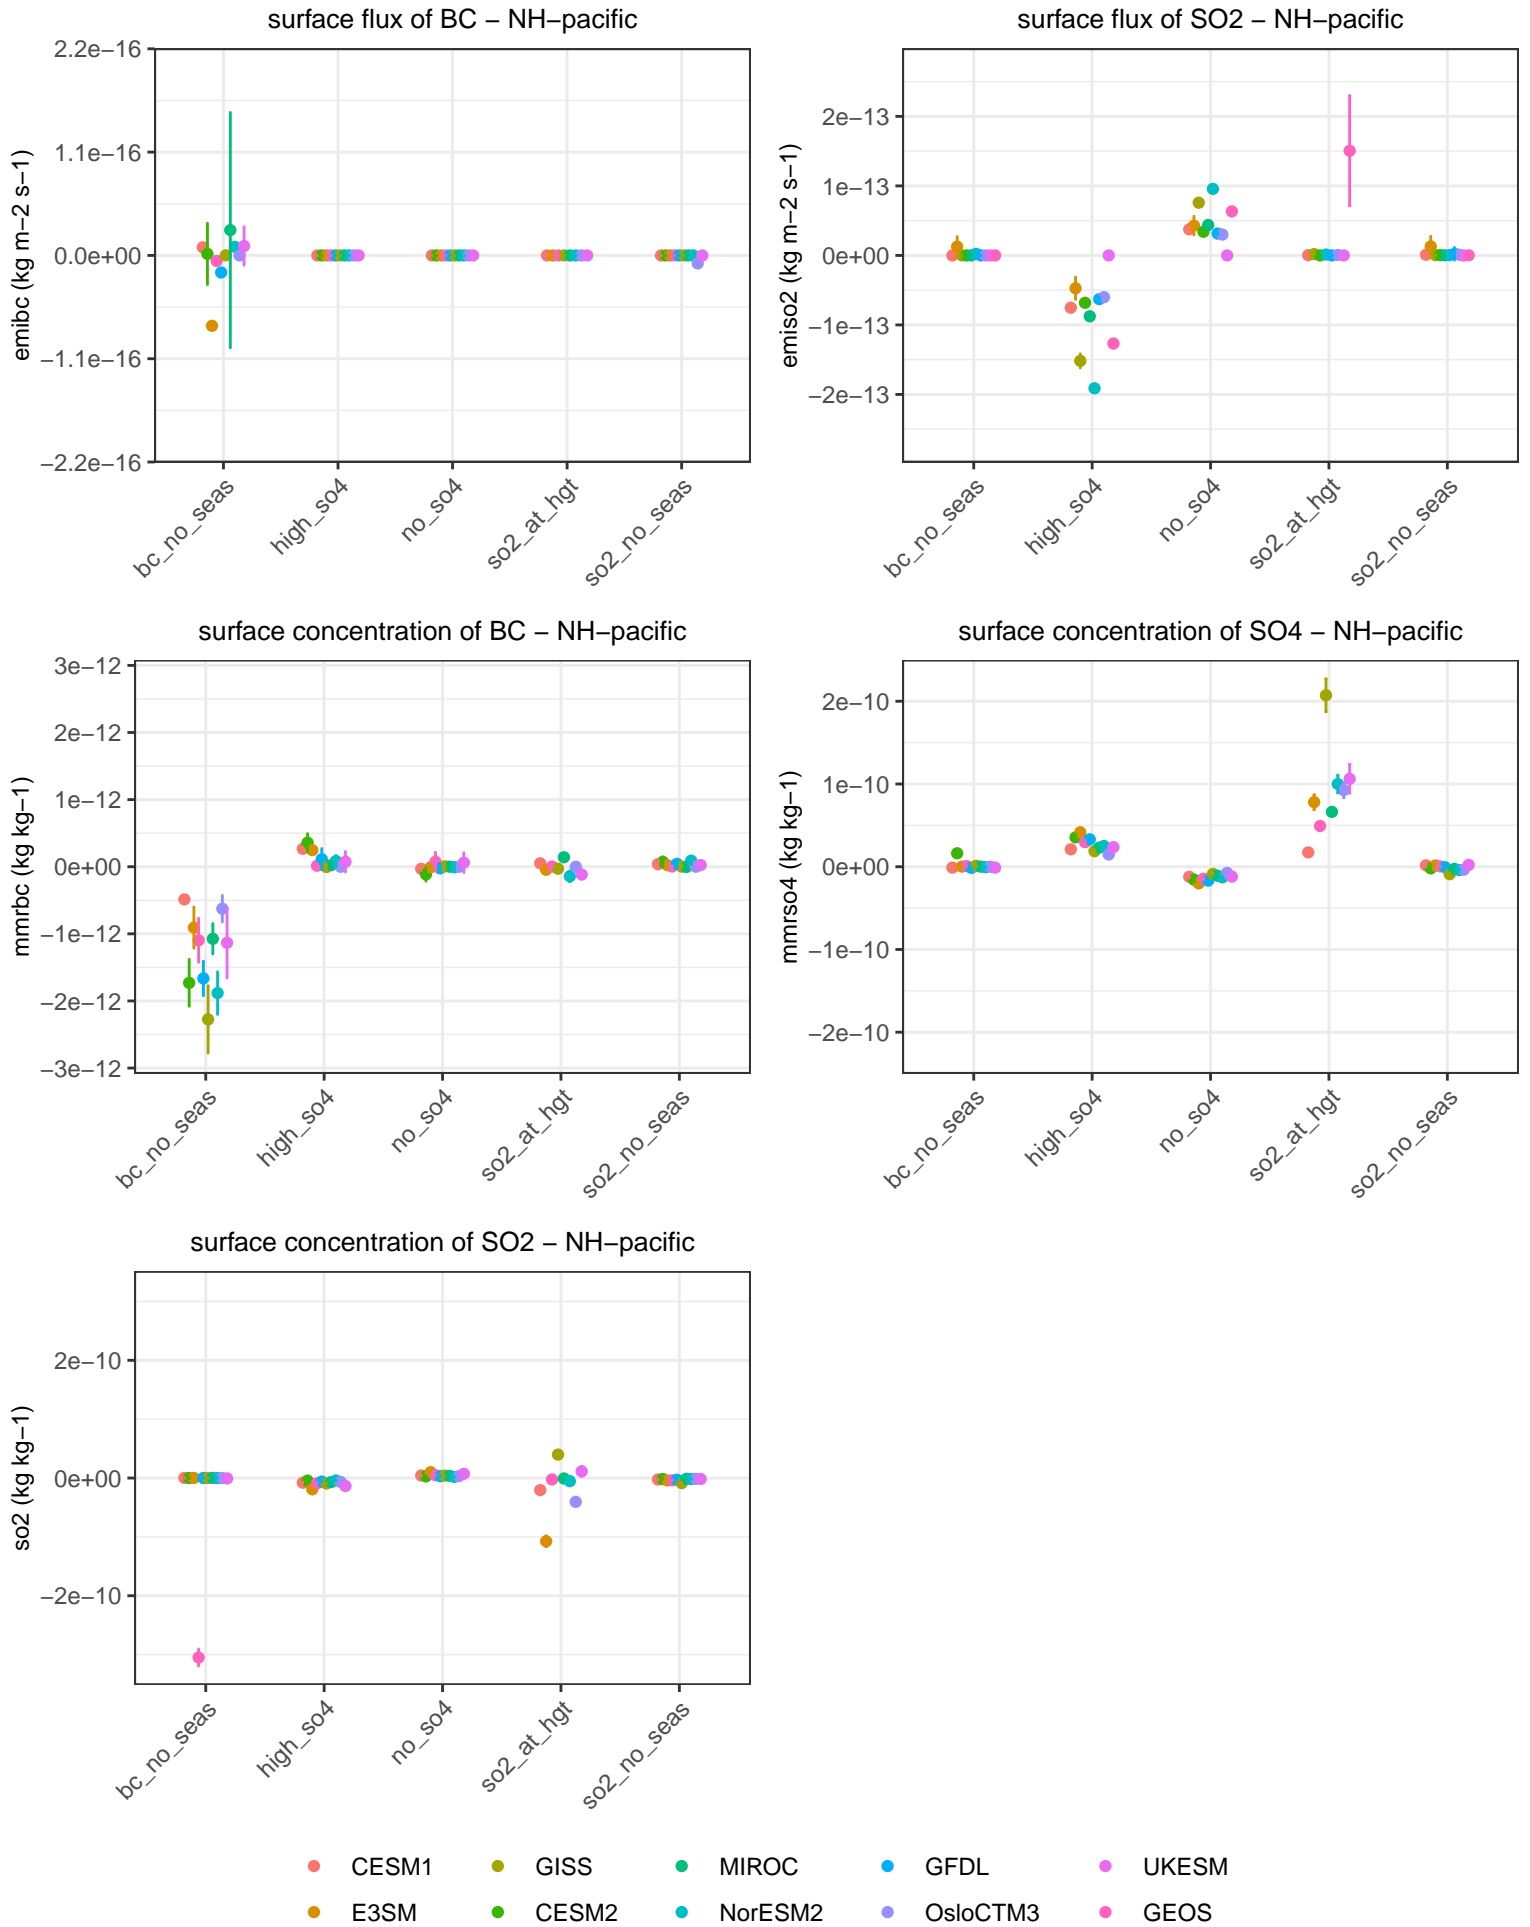 surface flux of BC − NH−pacific
emibc (kg m−2 s−1)
2.2e−16
1.1e−16
0.0e+00
−1.1e−16
−2.2e−16
bc_no_seas
high_so4
no_so4
so2_at_hgt
so2_no_seas
surface flux of SO2 − NH−pacific
emiso2 (kg m−2 s−1)
2e−13
1e−13
0e+00
−1e−13
−2e−13
bc_no_seas
high_so4
no_so4
so2_at_hgt
so2_no_seas
surface concentration of BC − NH−pacific
mmrbc (kg kg−1)
3e−12
2e−12
1e−12
0e+00
−1e−12
−2e−12
−3e−12
bc_no_seas
high_so4
no_so4
so2_at_hgt
so2_no_seas
surface concentration of SO4 − NH−pacific
mmrso4 (kg kg−1)
2e−10
1e−10
0e+00
−1e−10
−2e−10
bc_no_seas
high_so4
no_so4
so2_at_hgt
so2_no_seas
surface concentration of SO2 − NH−pacific
so2 (kg kg−1)
2e−10
0e+00
−2e−10
bc_no_seas
high_so4
no_so4
so2_at_hgt
so2_no_seas
CESM1 GISS MIROC GFDL UKESM
E3SM CESM2 NorESM2 OsloCTM3 GEOS